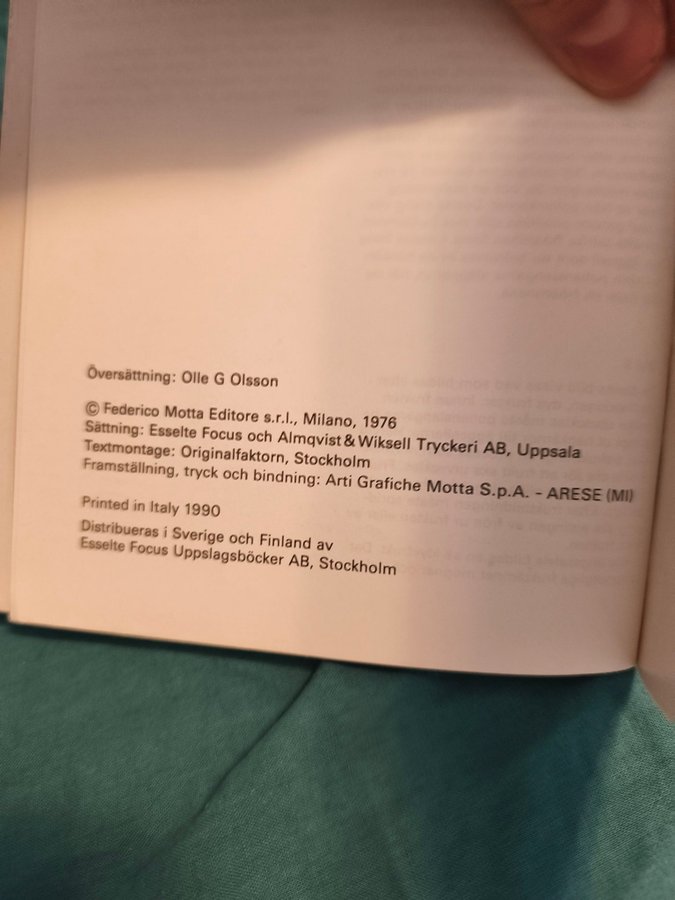 Översättning: Olle G Olsson
© Federico Motta Editore s.r.l., Milano, 1976
Sättning: Esselte Focus och Almqvist & Wiksell Tryckeri AB, Uppsala
Textmontage: Originalfaktorn, Stockholm
Framställning, tryck och bindning: Arti Grafiche Motta S.p.A. - ARESE (MI)
Printed in Italy 1990
Distribueras i Sverige och Finland av
Esselte Focus Uppslagsböcker AB, Stockholm